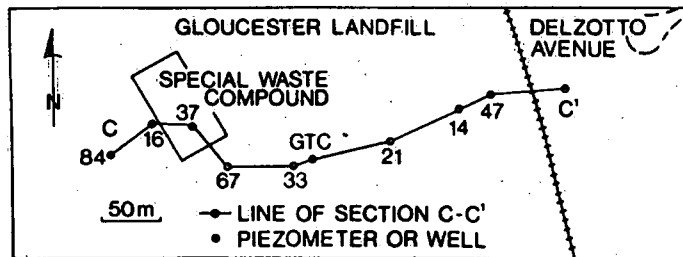 GLOUCESTER LANDFILL
DELZOTTO
AVENUE
SPECIAL WASTE
COMPOUND
N
C
16
37
84
67
33
GTC
21
14
47
C'
50m
LINE OF SECTION C-C'
PIEZOMETER OR WELL